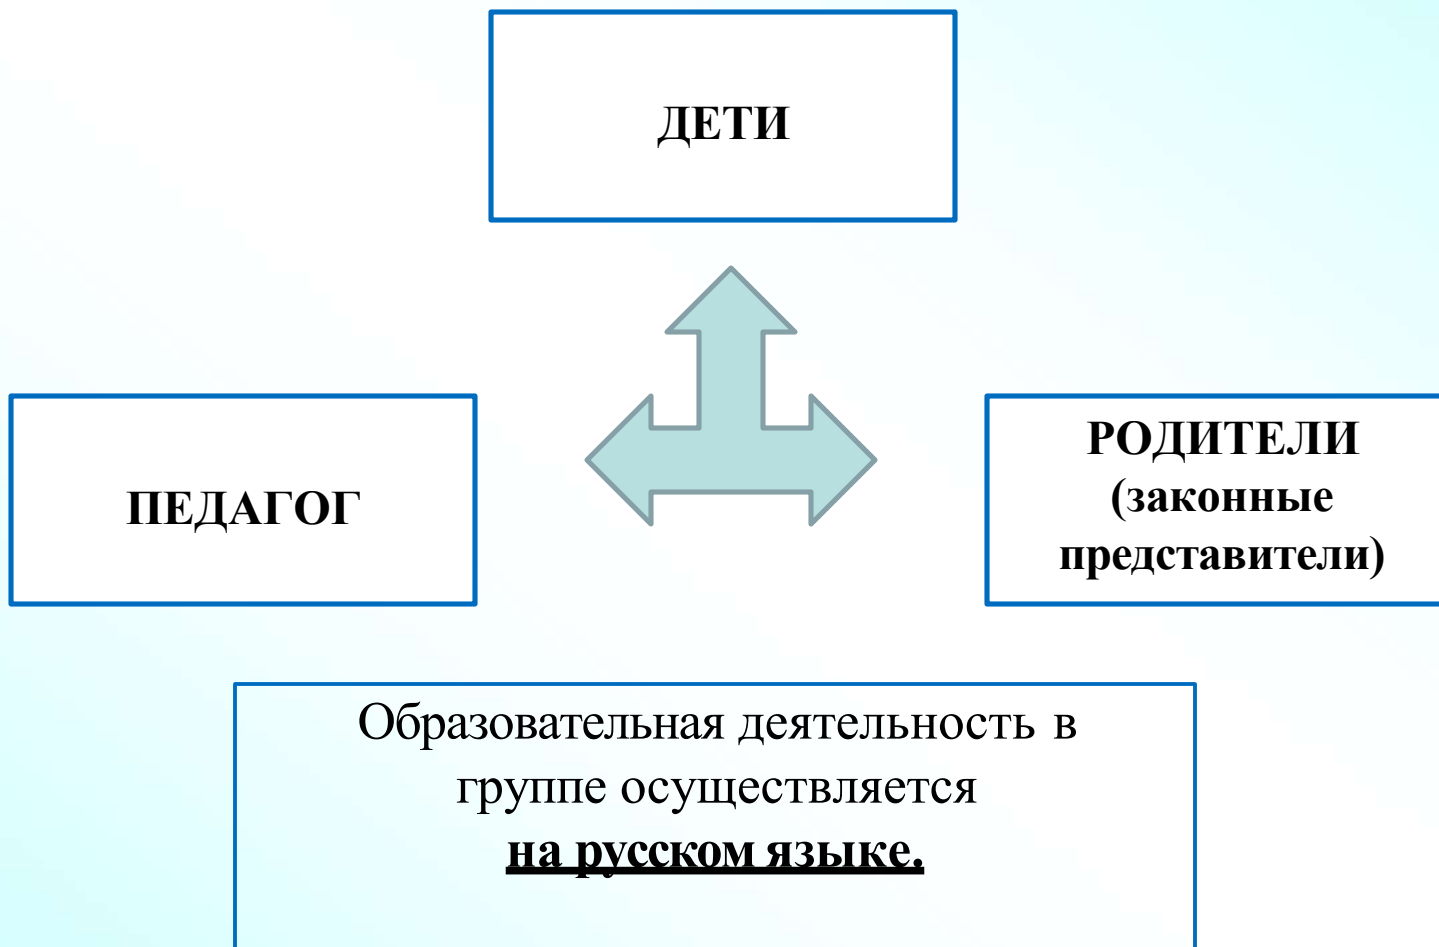 ДЕТИ
ПЕДАГОГ
РОДИТЕЛИ
(законные
представители)
Образовательная деятельность в
группе осуществляется
на русском языке.